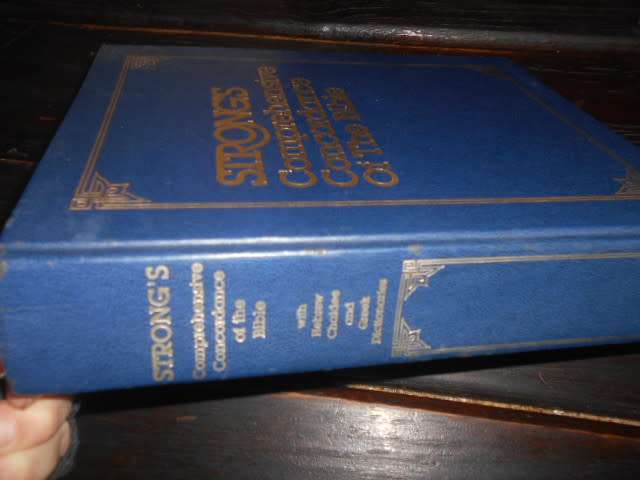 STRONG'S
Comprehensive
Concordance
Of The Bible
STRONG'S
Comprehensive
Concordance
of the
Bible
with
Hebrew
Chaldee
and
Greek
Dictionaries